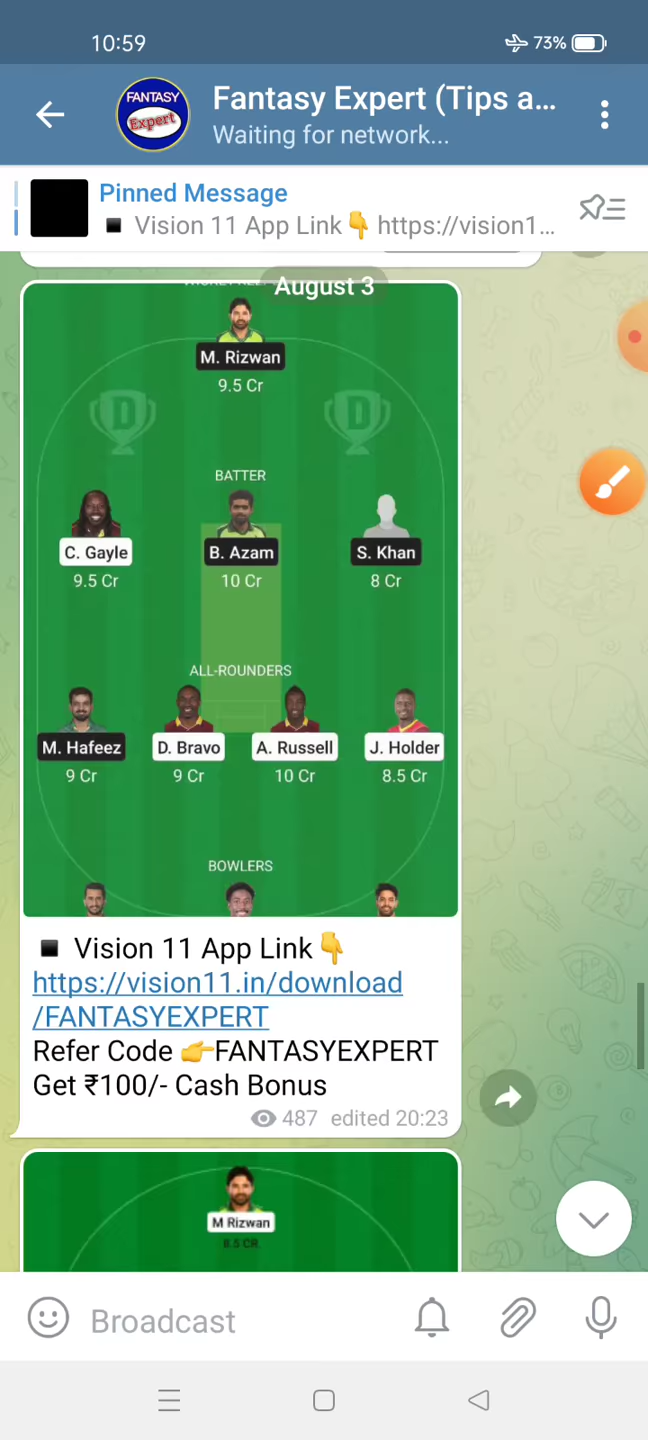 10:59
73%
FANTASY
Expert
Fantasy Expert (Tips a...
Waiting for network...
Pinned Message
▪️ Vision 11 App Link👇 https://vision1...
August 3
M. Rizwan
9.5 Cr
D
D
BATTER
C. Gayle
B. Azam
S. Khan
9.5 Cr
10 Cr
8 Cr
ALL-ROUNDERS
M. Hafeez
D. Bravo
A. Russell
J. Holder
9 Cr
9 Cr
10 Cr
8.5 Cr
BOWLERS
▪️ Vision 11 App Link👇
https://vision11.in/download
/FANTASYEXPERT
Refer Code 👉FANTASYEXPERT
Get ₹100/- Cash Bonus
487 edited 20:23
M Rizwan
8.5 CR
Broadcast